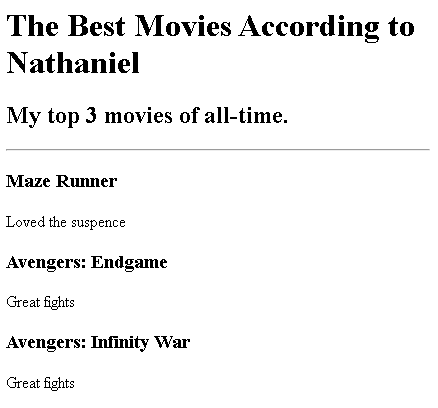 The Best Movies According to
Nathaniel
My top 3 movies of all-time.
Maze Runner
Loved the suspence
Avengers: Endgame
Great fights
Avengers: Infinity War
Great fights